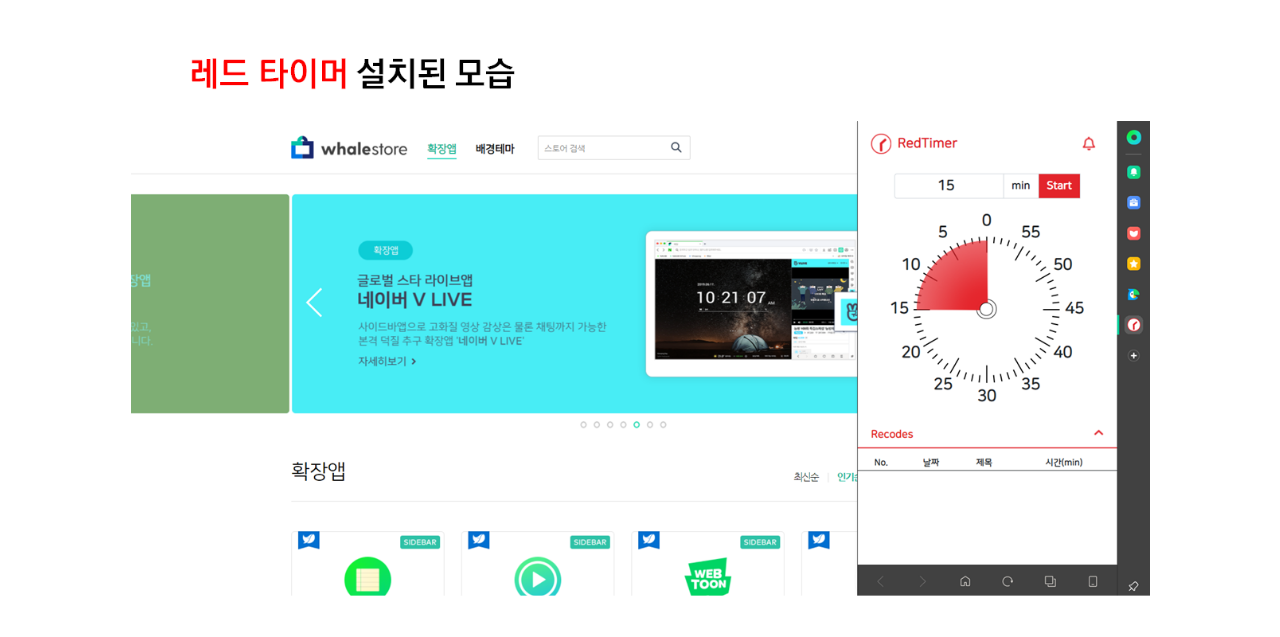 레드 타이머 설치된 모습
whalestore 확장앱 배경테마 스토어 검색
확장앱
글로벌 스타 라이브앱
네이버 V LIVE
사이드바앱으로 고화질 영상 감상은 물론 채팅까지 가능한
본격 덕질 추구 확장앱 '네이버 V LIVE'
자세히보기
장앱
있고,
니다.
10 21 07
확장앱
최신순
SIDEBAR
SIDEBAR
SIDEBAR
WEB
TOON
RedTimer
15 min Start
0
5 55
10 50
15 45
20 40
25 35
30
Recodes
No. 날짜 제목 시간(min)